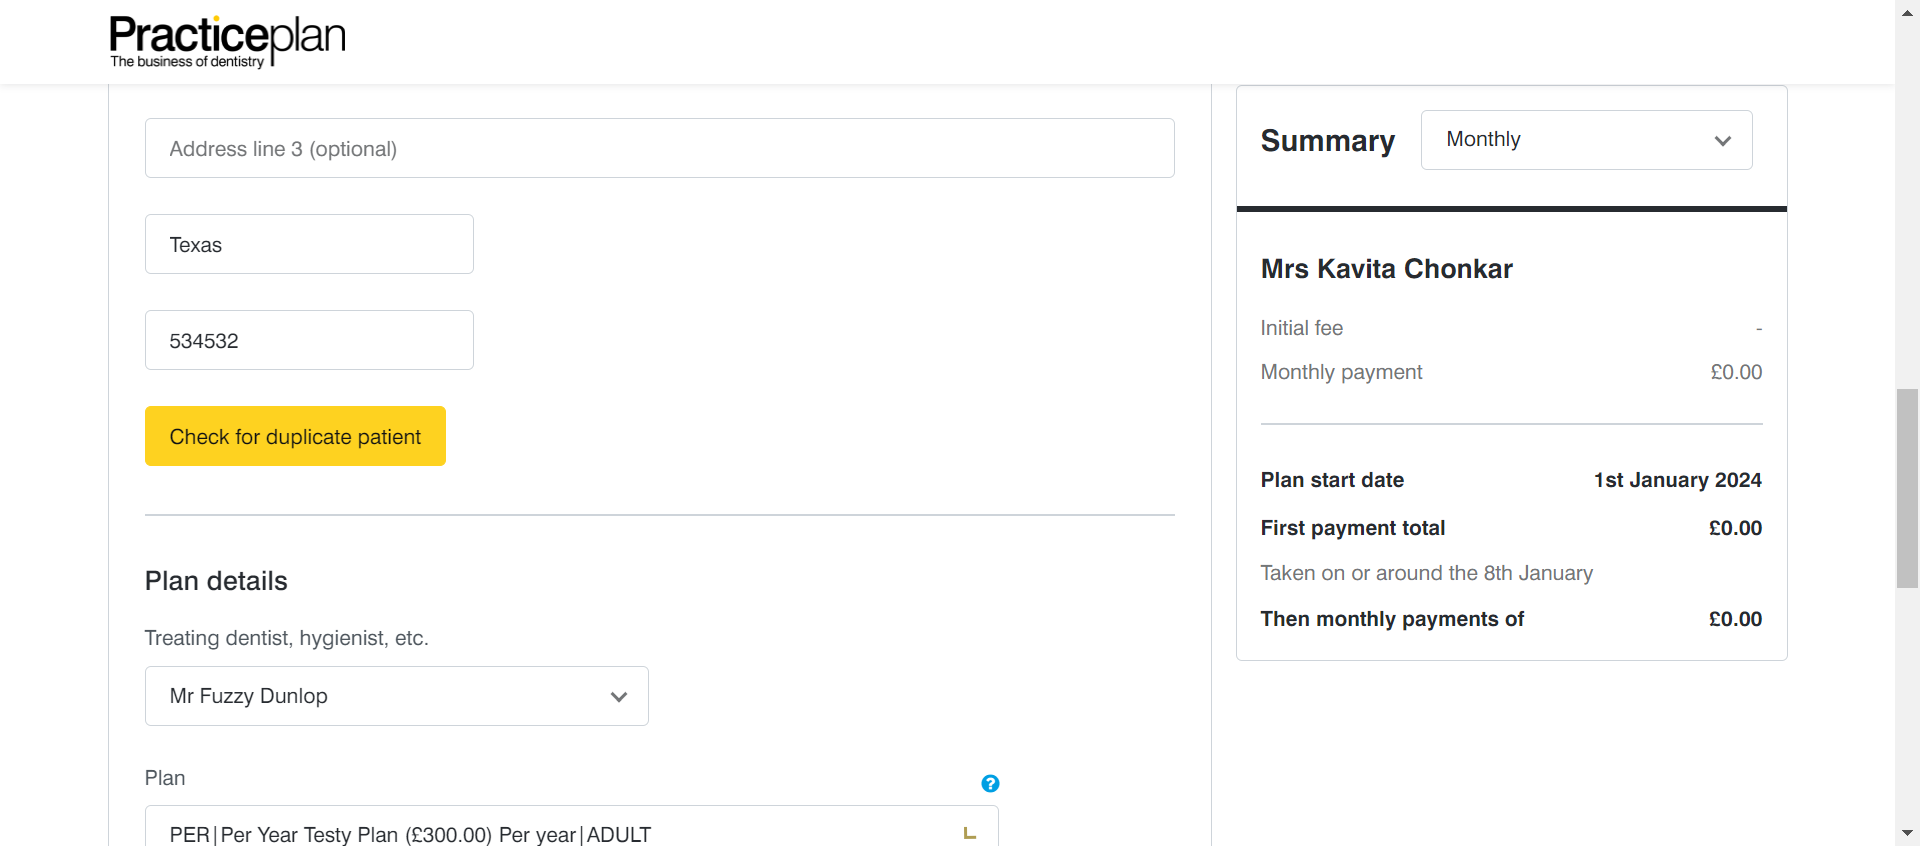 Practiceplan
The business of dentistry
Address line 3 (optional)
Texas
534532
Check for duplicate patient
Plan details
Treating dentist, hygienist, etc.
Mr Fuzzy Dunlop
Plan
?
PER|Per Year Testy Plan (£300.00) Per year|ADULT
Summary
Monthly
Mrs Kavita Chonkar
Initial fee -
Monthly payment £0.00
Plan start date 1st January 2024
First payment total £0.00
Taken on or around the 8th January
Then monthly payments of £0.00